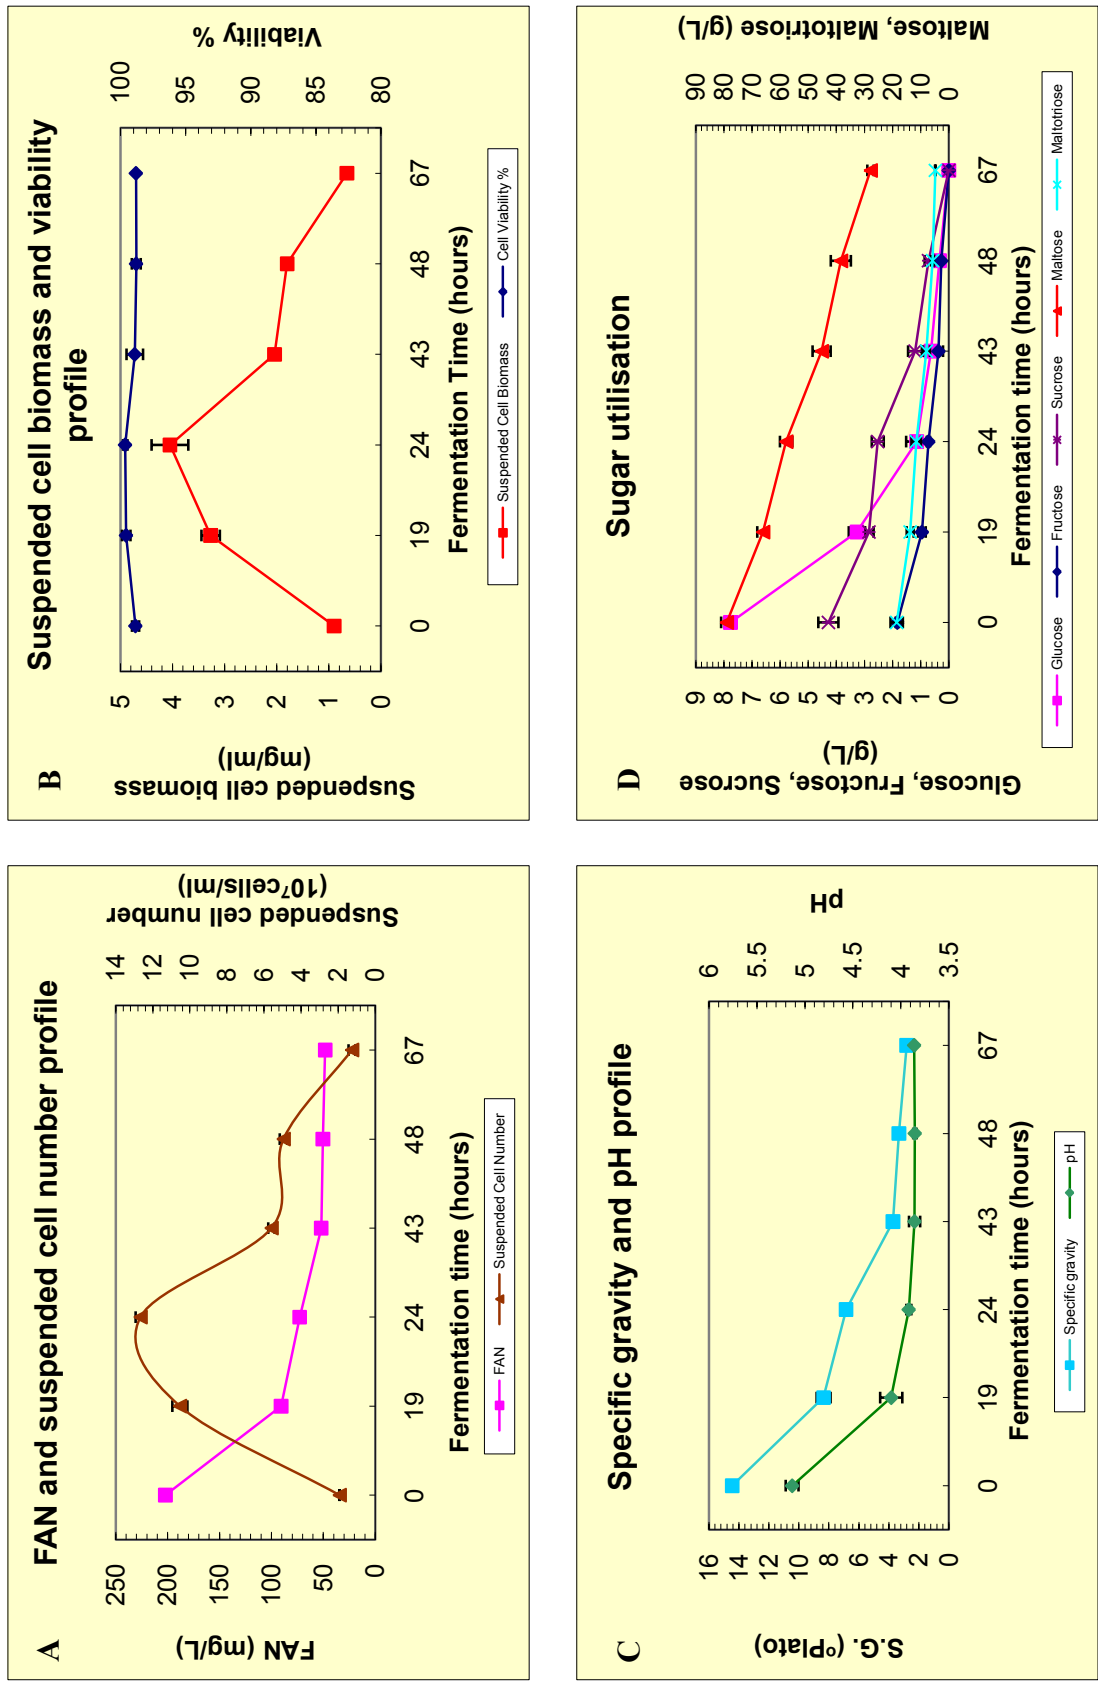 A
FAN and suspended cell number profile
FAN (mg/L)
250
200
150
100
50
0
Suspended cell number
(10⁷cells/ml)
14
12
10
8
6
4
2
0
0 19 24 43 48 67
Fermentation time (hours)
FAN Suspended Cell Number
B
Suspended cell biomass and viability
profile
Suspended cell biomass
(mg/ml)
5
4
3
2
1
0
Viability %
100
95
90
85
80
0 19 24 43 48 67
Fermentation Time (hours)
Suspended Cell Biomass Cell Viability %
C
Specific gravity and pH profile
S.G. (ºPlato)
16
14
12
10
8
6
4
2
0
pH
6
5.5
5
4.5
4
3.5
0 19 24 43 48 67
Fermentation time (hours)
Specific gravity pH
D
Sugar utilisation
Glucose, Fructose, Sucrose
(g/L)
9
8
7
6
5
4
3
2
1
0
Maltose, Maltotriose
(g/L)
90
80
70
60
50
40
30
20
10
0
0 19 24 43 48 67
Fermentation time (hours)
Glucose Fructose Sucrose Maltose Maltotriose